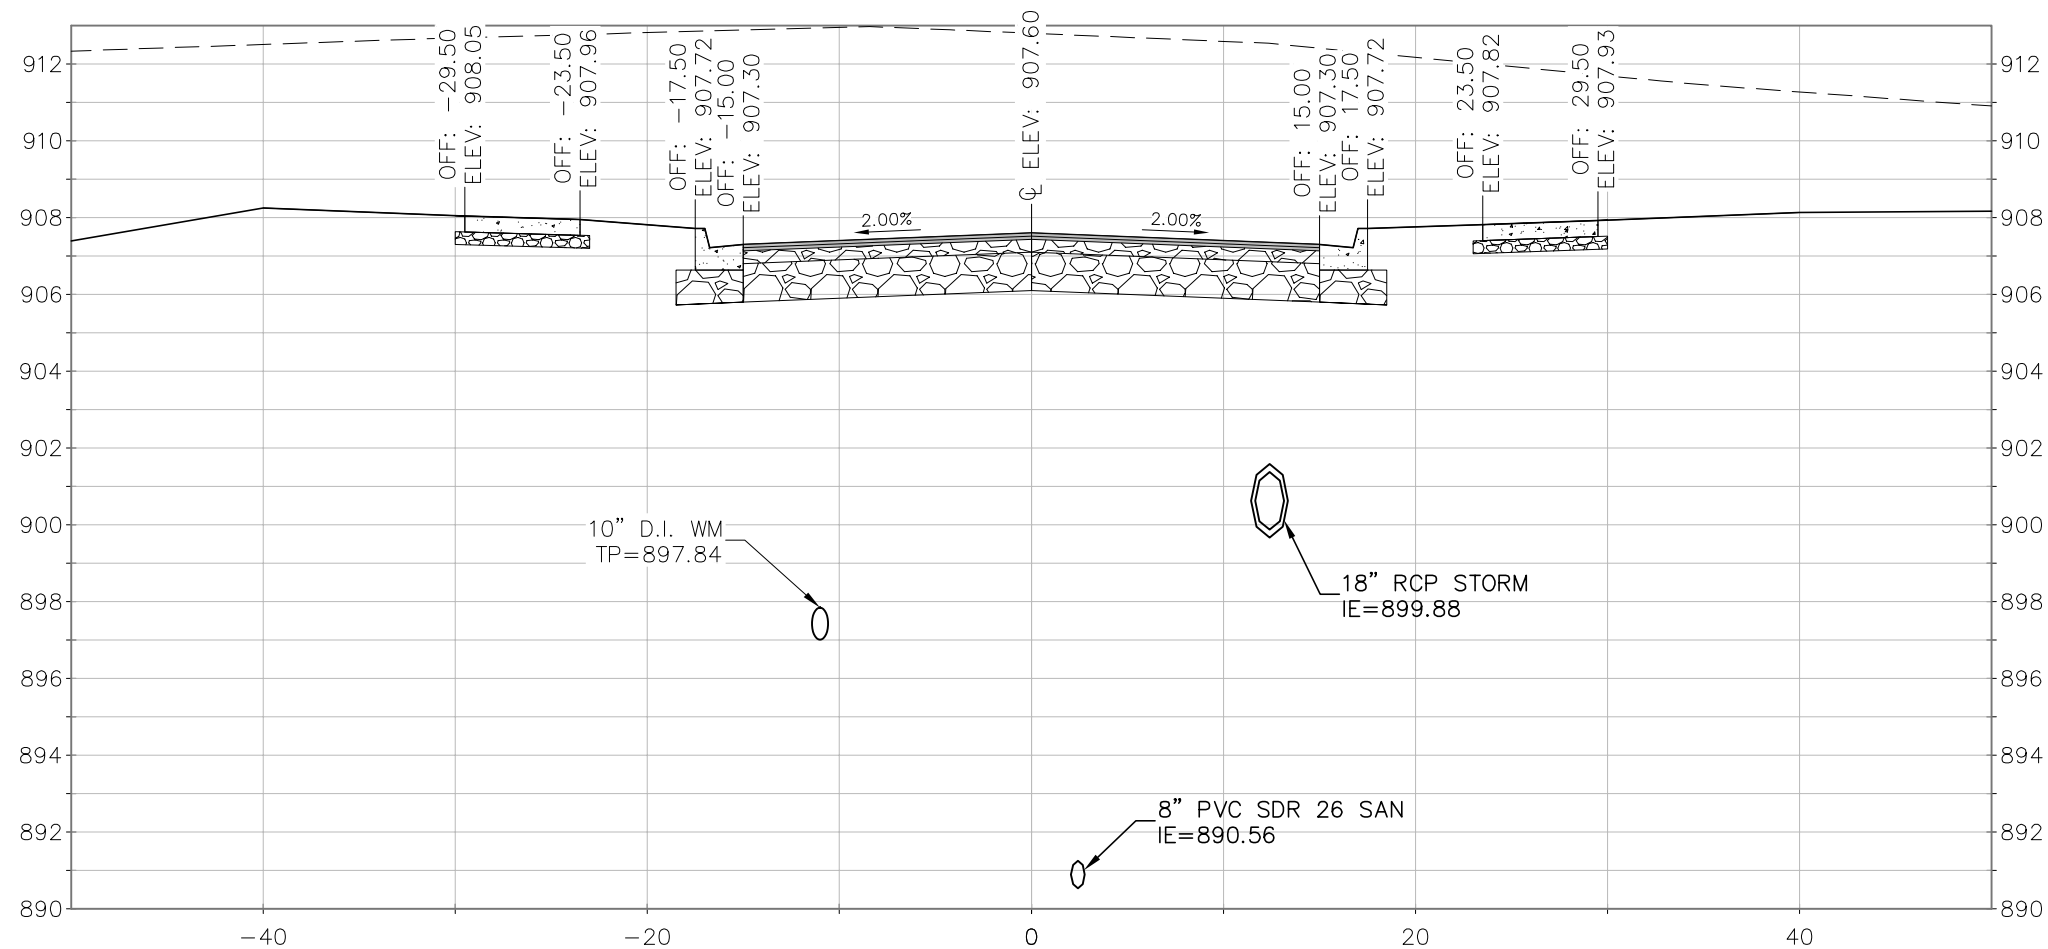 OFF: -29.50
ELEV: 908.05
OFF: -23.50
ELEV: 907.96
OFF: -17.50
ELEV: 907.72
OFF: -15.00
ELEV: 907.30
℄ ELEV: 907.60
OFF: 15.00
ELEV: 907.30
OFF: 17.50
ELEV: 907.72
OFF: 23.50
ELEV: 907.82
OFF: 29.50
ELEV: 907.93
912 912
910 910
908 908
2.00% 2.00%
906 906
904 904
902 902
900 900
10" D.I. WM
TP=897.84
18" RCP STORM
IE=899.88
898 898
896 896
894 894
8" PVC SDR 26 SAN
IE=890.56
892 892
890 890
-40 -20 0 20 40